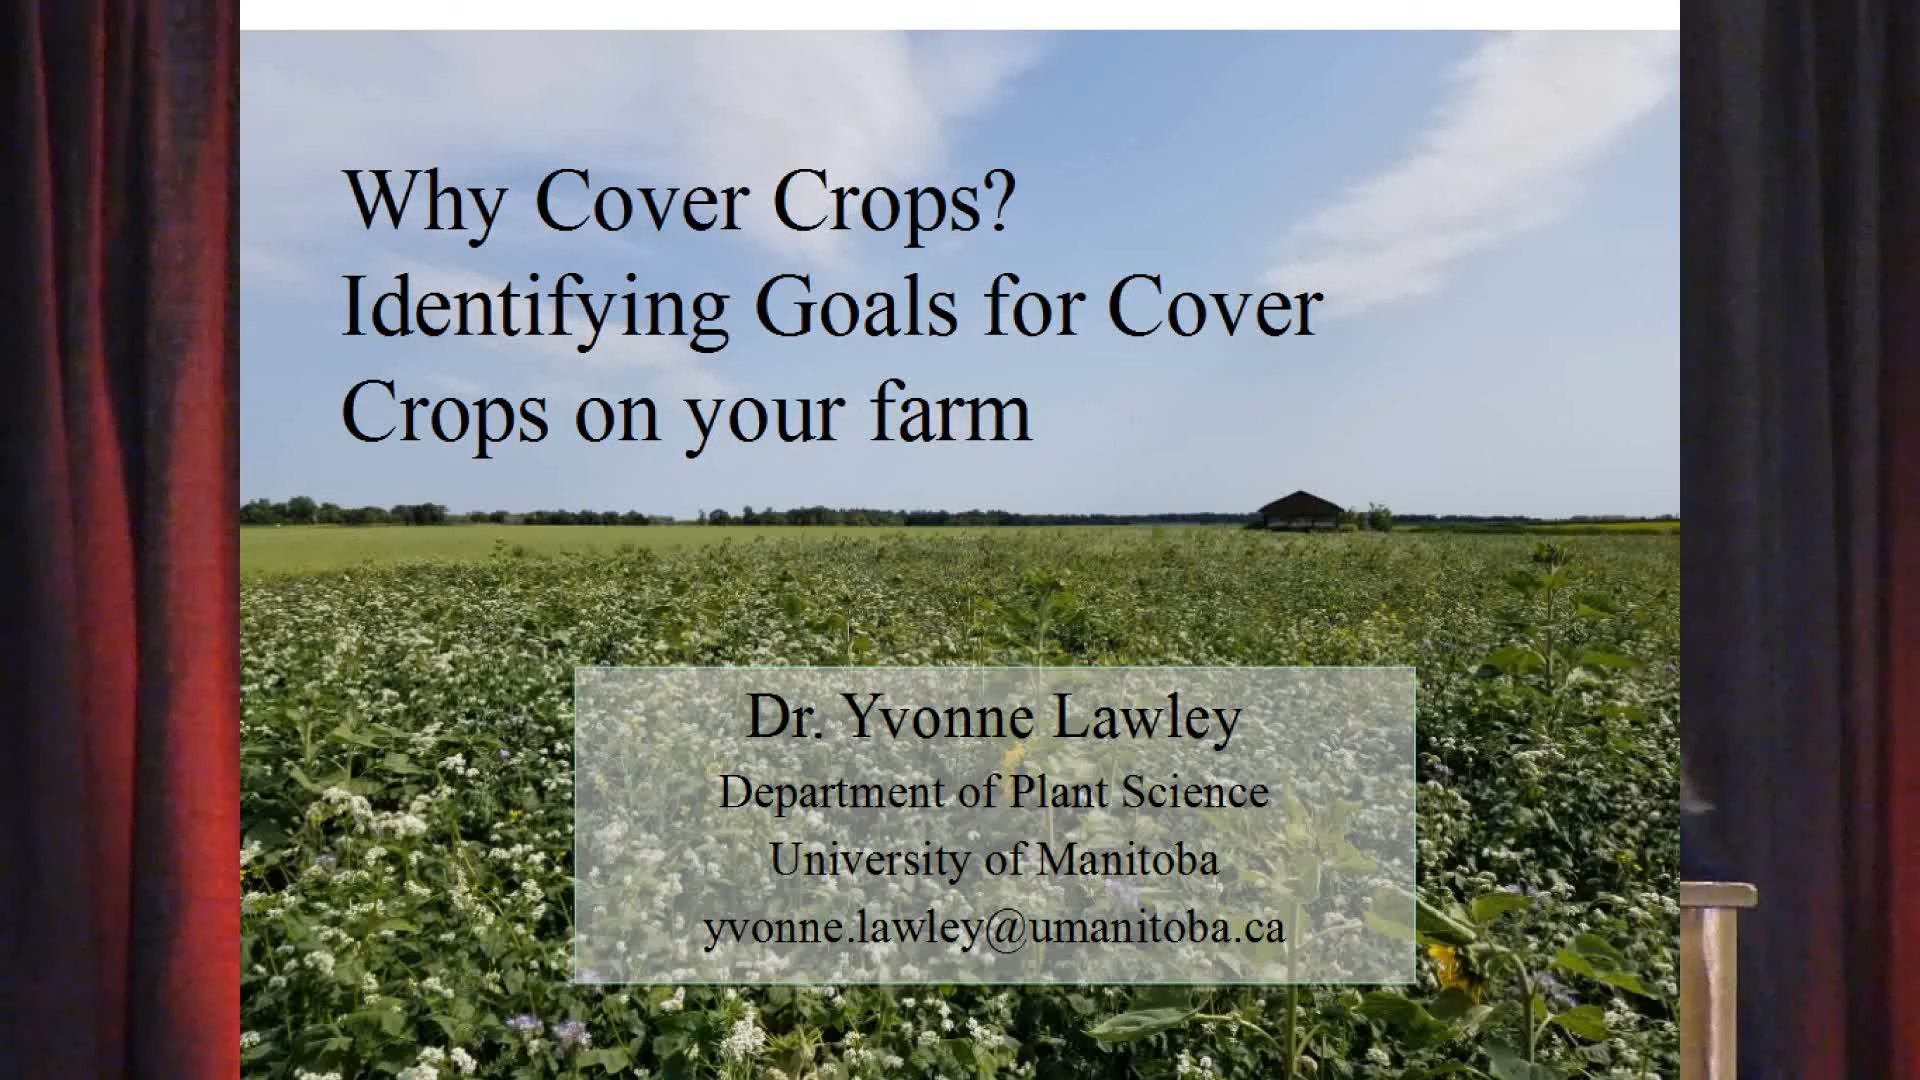 Why Cover Crops?
Identifying Goals for Cover
Crops on your farm
Dr. Yvonne Lawley
Department of Plant Science
University of Manitoba
yvonne.lawley@umanitoba.ca